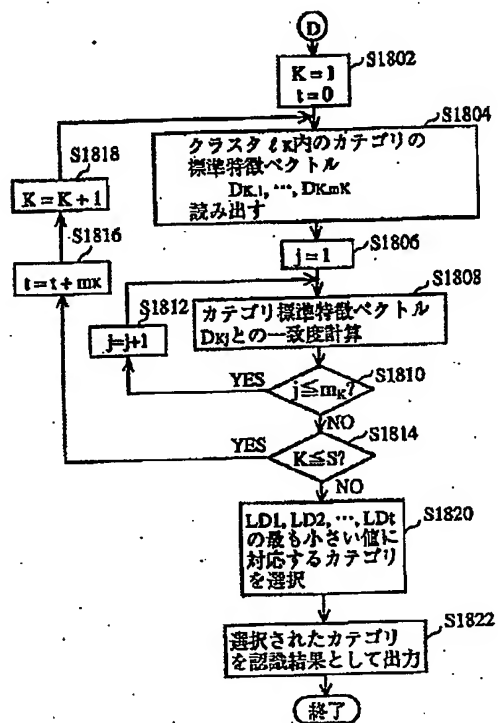 D
S1802
K=1
t=0
S1804
クラスタℓK内のカテゴリの
標準特徴ベクトル
DK,1, …, DK,mK
読み出す
S1818
K=K+1
S1816
t=t+mK
S1806
j=1
S1808
カテゴリ標準特徴ベクトル
DKjとの一致度計算
S1812
j=j+1
S1810
j≦mK?
YES
NO
S1814
K≦S?
YES
NO
S1820
LD1, LD2, …, LDt
の最も小さい値に
対応するカテゴリ
を選択
S1822
選択されたカテゴリ
を認識結果として出力
終了